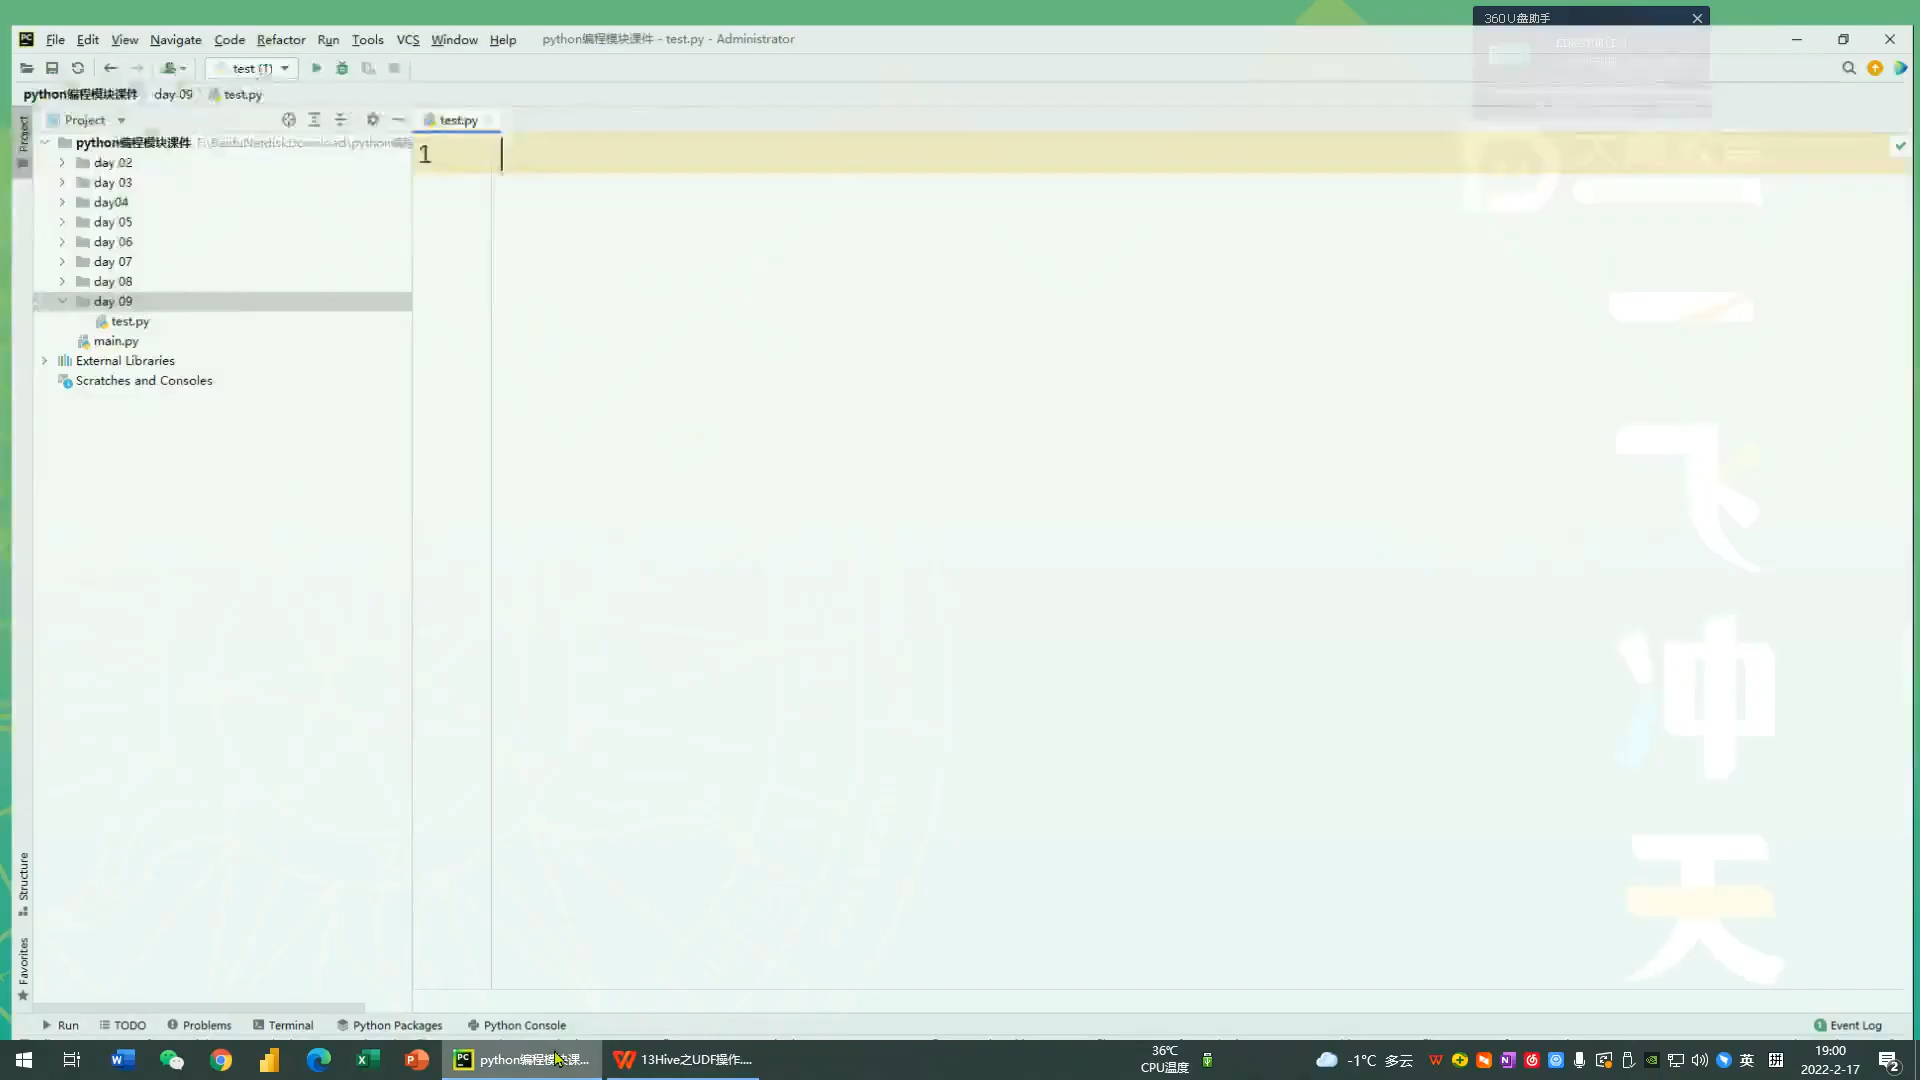 360 U盘助手
File Edit View Navigate Code Refactor Run Tools VCS Window Help python编程模块课件 - test.py - Administrator
test (1)
python编程模块课件 day 09 test.py
Project
Project
test.py
python编程模块课件
1
day 02
day 03
day04
day 05
day 06
day 07
day 08
day 09
test.py
main.py
External Libraries
Scratches and Consoles
飞
冲
天
Structure
Favorites
Run TODO Problems Terminal Python Packages Python Console
1 Event Log
python编程模块课...
13Hive之UDF操作....
36℃
CPU温度
-1°C 多云
英
拼
19:00
2022-2-17
2